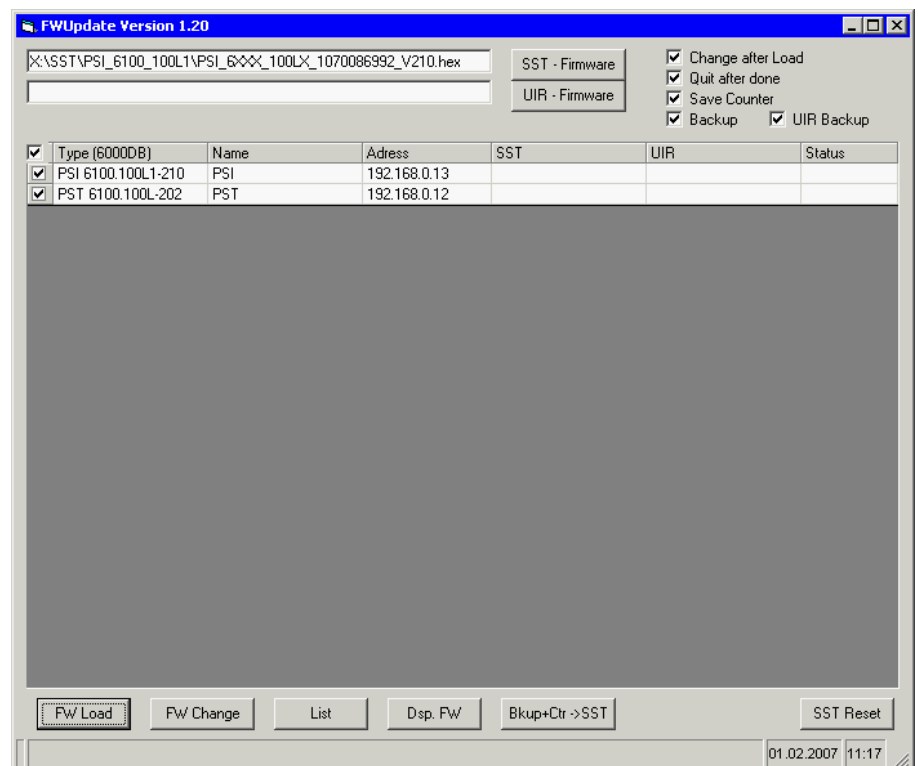 FWUpdate Version 1.20
X:\SST\PSI_6100_100L1\PSI_6XXX_100LX_1070086992_V210.hex
SST - Firmware
UIR - Firmware
Change after Load
Quit after done
Save Counter
Backup UIR Backup
Type (6000DB) Name Adress SST UIR Status
PSI 6100.100L1-210 PSI 192.168.0.13
PST 6100.100L-202 PST 192.168.0.12
FW Load FW Change List Dsp. FW Bkup+Ctr ->SST SST Reset
01.02.2007 11:17